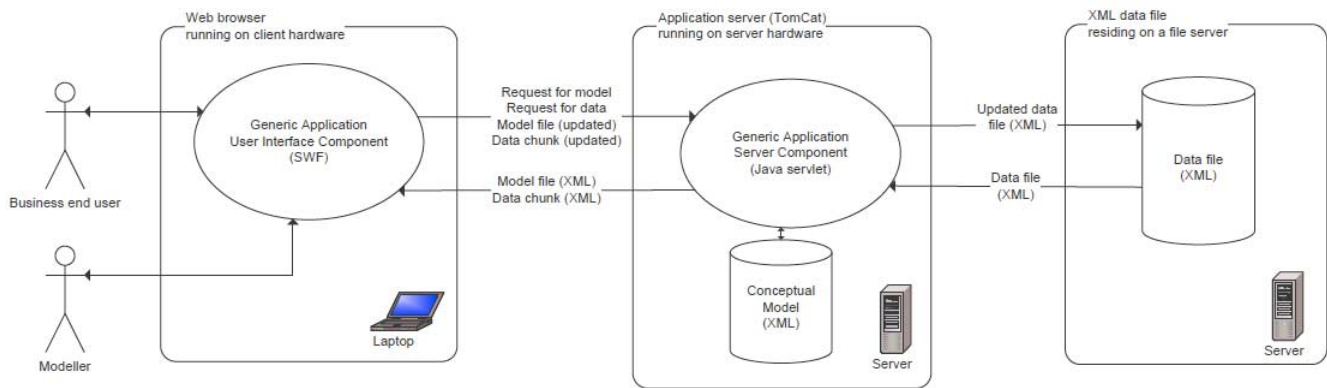 Web browser
running on client hardware
Application server (TomCat)
running on server hardware
XML data file
residing on a file server
Business end user
Modeller
Generic Application
User Interface Component
(SWF)
Laptop
Request for model
Request for data
Model file (updated)
Data chunk (updated)
Model file (XML)
Data chunk (XML)
Generic Application
Server Component
(Java servlet)
Conceptual
Model
(XML)
Server
Updated data
file (XML)
Data file
(XML)
Data file
(XML)
Server